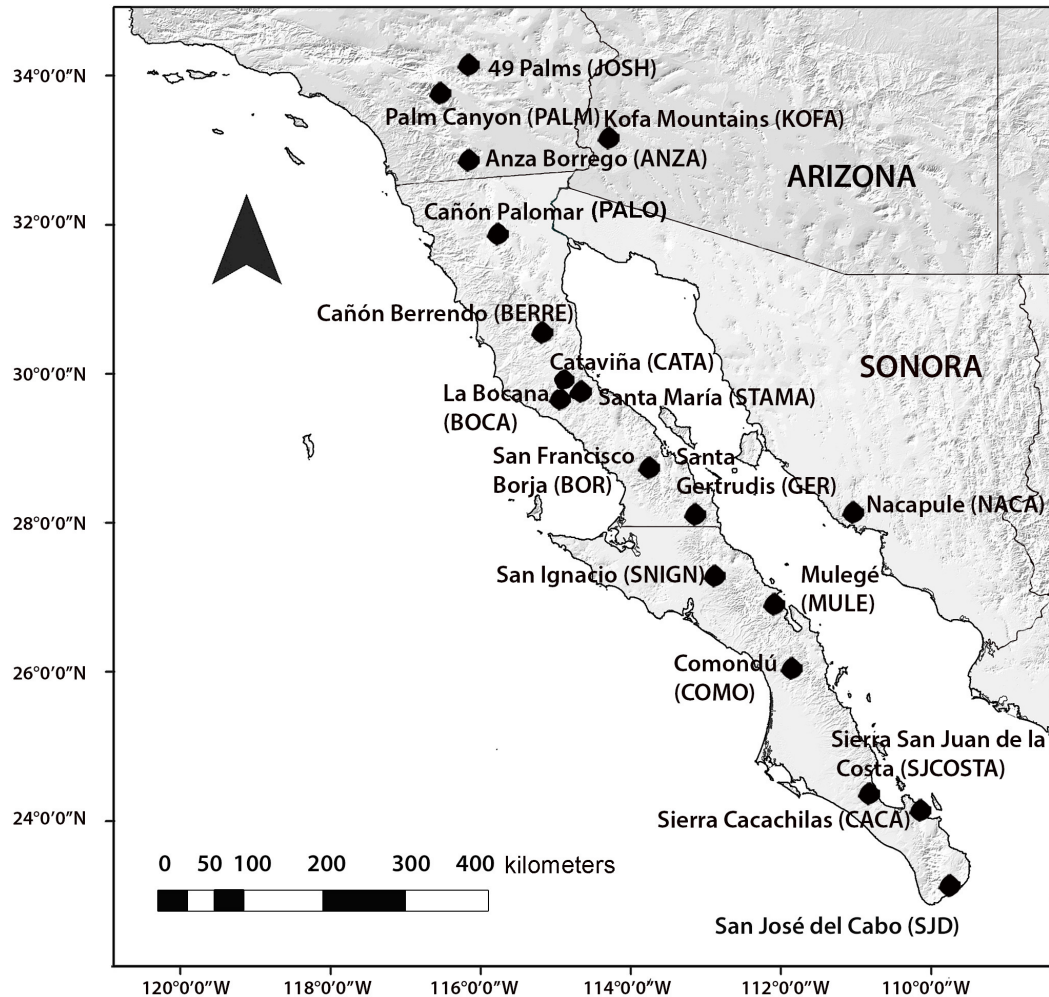 34°0'0"N
49 Palms (JOSH)
Palm Canyon (PALM)
Kofa Mountains (KOFA)
Anza Borrego (ANZA)
ARIZONA
32°0'0"N
Cañón Palomar (PALO)
Cañón Berrendo (BERRE)
30°0'0"N
Cataviña (CATA)
SONORA
La Bocana
(BOCA)
Santa María (STAMA)
San Francisco
Borja (BOR)
Santa
Gertrudis (GER)
28°0'0"N
Nacapule (NACA)
San Ignacio (SNIGN)
Mulegé
(MULE)
26°0'0"N
Comondú
(COMO)
Sierra San Juan de la
Costa (SJCOSTA)
24°0'0"N
Sierra Cacachilas (CACA)
0 50 100 200 300 400 kilometers
San José del Cabo (SJD)
120°0'0"W 118°0'0"W 116°0'0"W 114°0'0"W 112°0'0"W 110°0'0"W